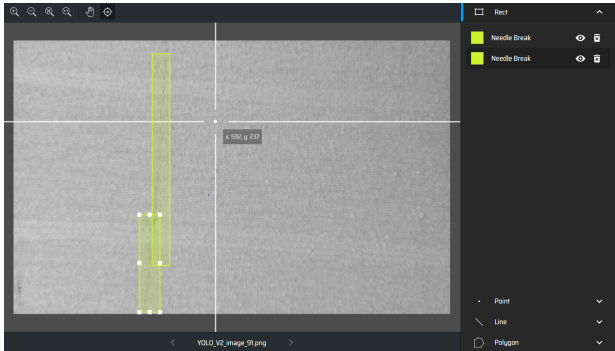 Rect
Needle Break
Needle Break
x: 592, y: 237
Point
Line
Polygon
YOLO_V2_image_91.png